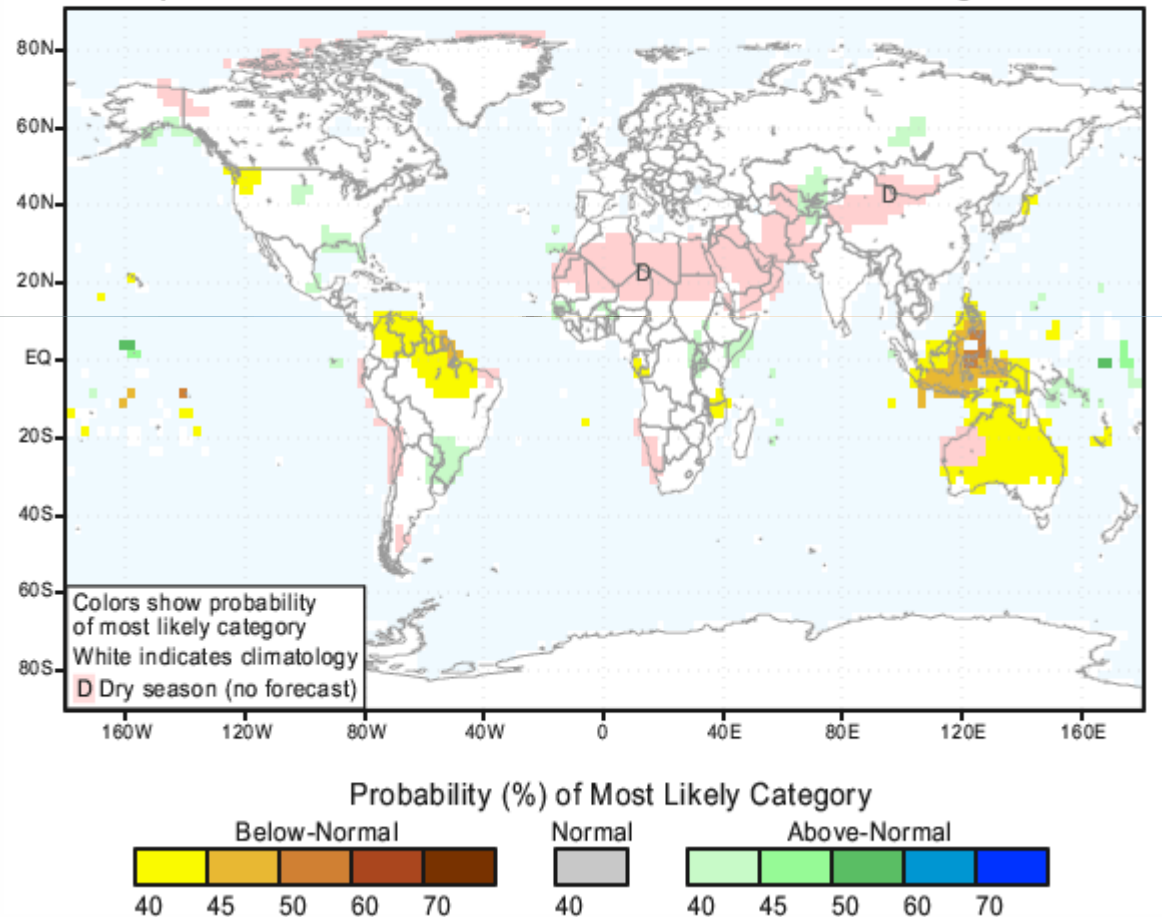 80N
60N
40N
20N
EQ
20S
40S
60S
80S
D
D
Colors show probability
of most likely category
White indicates climatology
D Dry season (no forecast)
160W 120W 80W 40W 0 40E 80E 120E 160E
Probability (%) of Most Likely Category
Below-Normal Normal Above-Normal
40 45 50 60 70 40 40 45 50 60 70